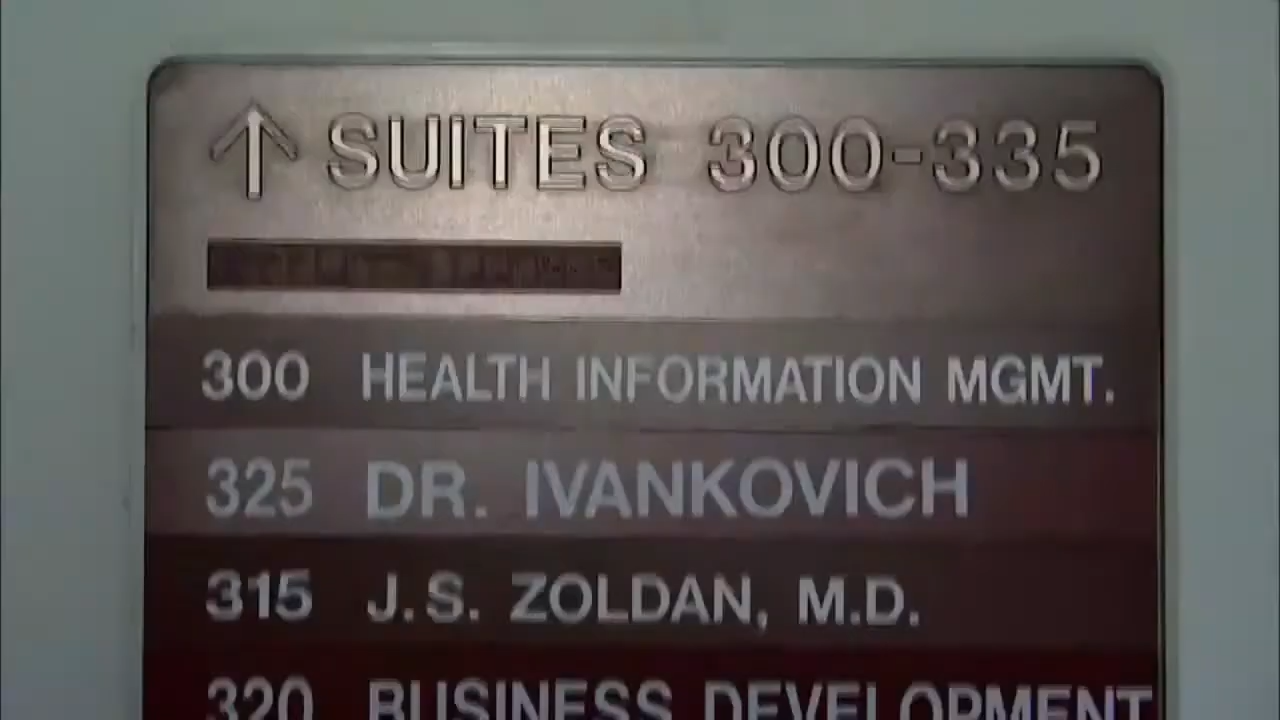 ↑ SUITES 300-335
300 HEALTH INFORMATION MGMT.
325 DR. IVANKOVICH
315 J.S. ZOLDAN, M.D.
320 BUSINESS DEVELOPMENT